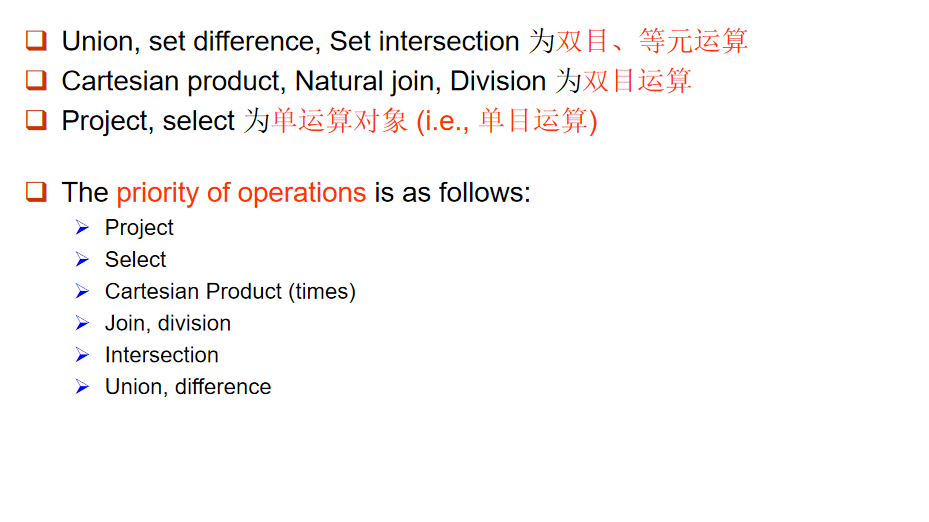 Union, set difference, Set intersection 为双目、等元运算
Cartesian product, Natural join, Division 为双目运算
Project, select 为单运算对象 (i.e., 单目运算)
The priority of operations is as follows:
Project
Select
Cartesian Product (times)
Join, division
Intersection
Union, difference